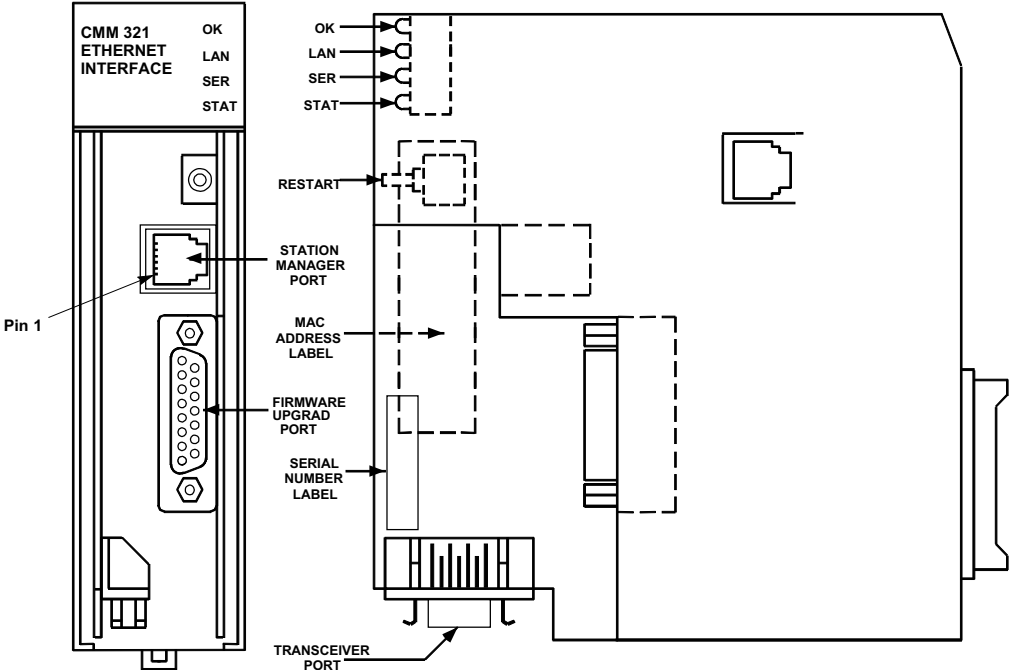 CMM 321
ETHERNET
INTERFACE
OK
LAN
SER
STAT
OK
LAN
SER
STAT
RESTART
STATION
MANAGER
PORT
Pin 1
MAC
ADDRESS
LABEL
FIRMWARE
UPGRAD
PORT
SERIAL
NUMBER
LABEL
TRANSCEIVER
PORT